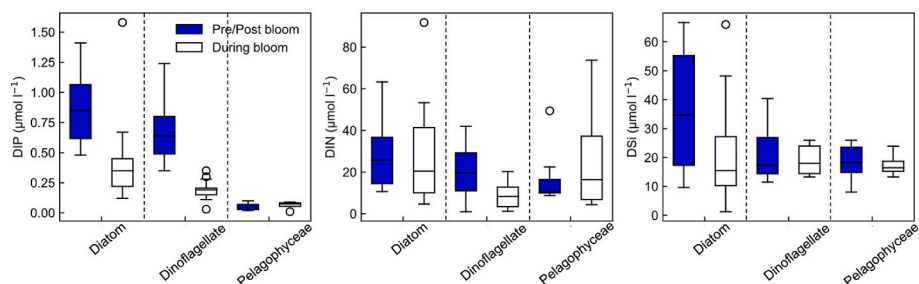 DIP (μmol l⁻¹)
1.50
1.25
1.00
0.75
0.50
0.25
0.00
Pre/Post bloom
During bloom
Diatom
Dinoflagellate
Pelagophyceae
DIN (μmol l⁻¹)
80
60
40
20
0
Diatom
Dinoflagellate
Pelagophyceae
DSi (μmol l⁻¹)
60
50
40
30
20
10
0
Diatom
Dinoflagellate
Pelagophyceae